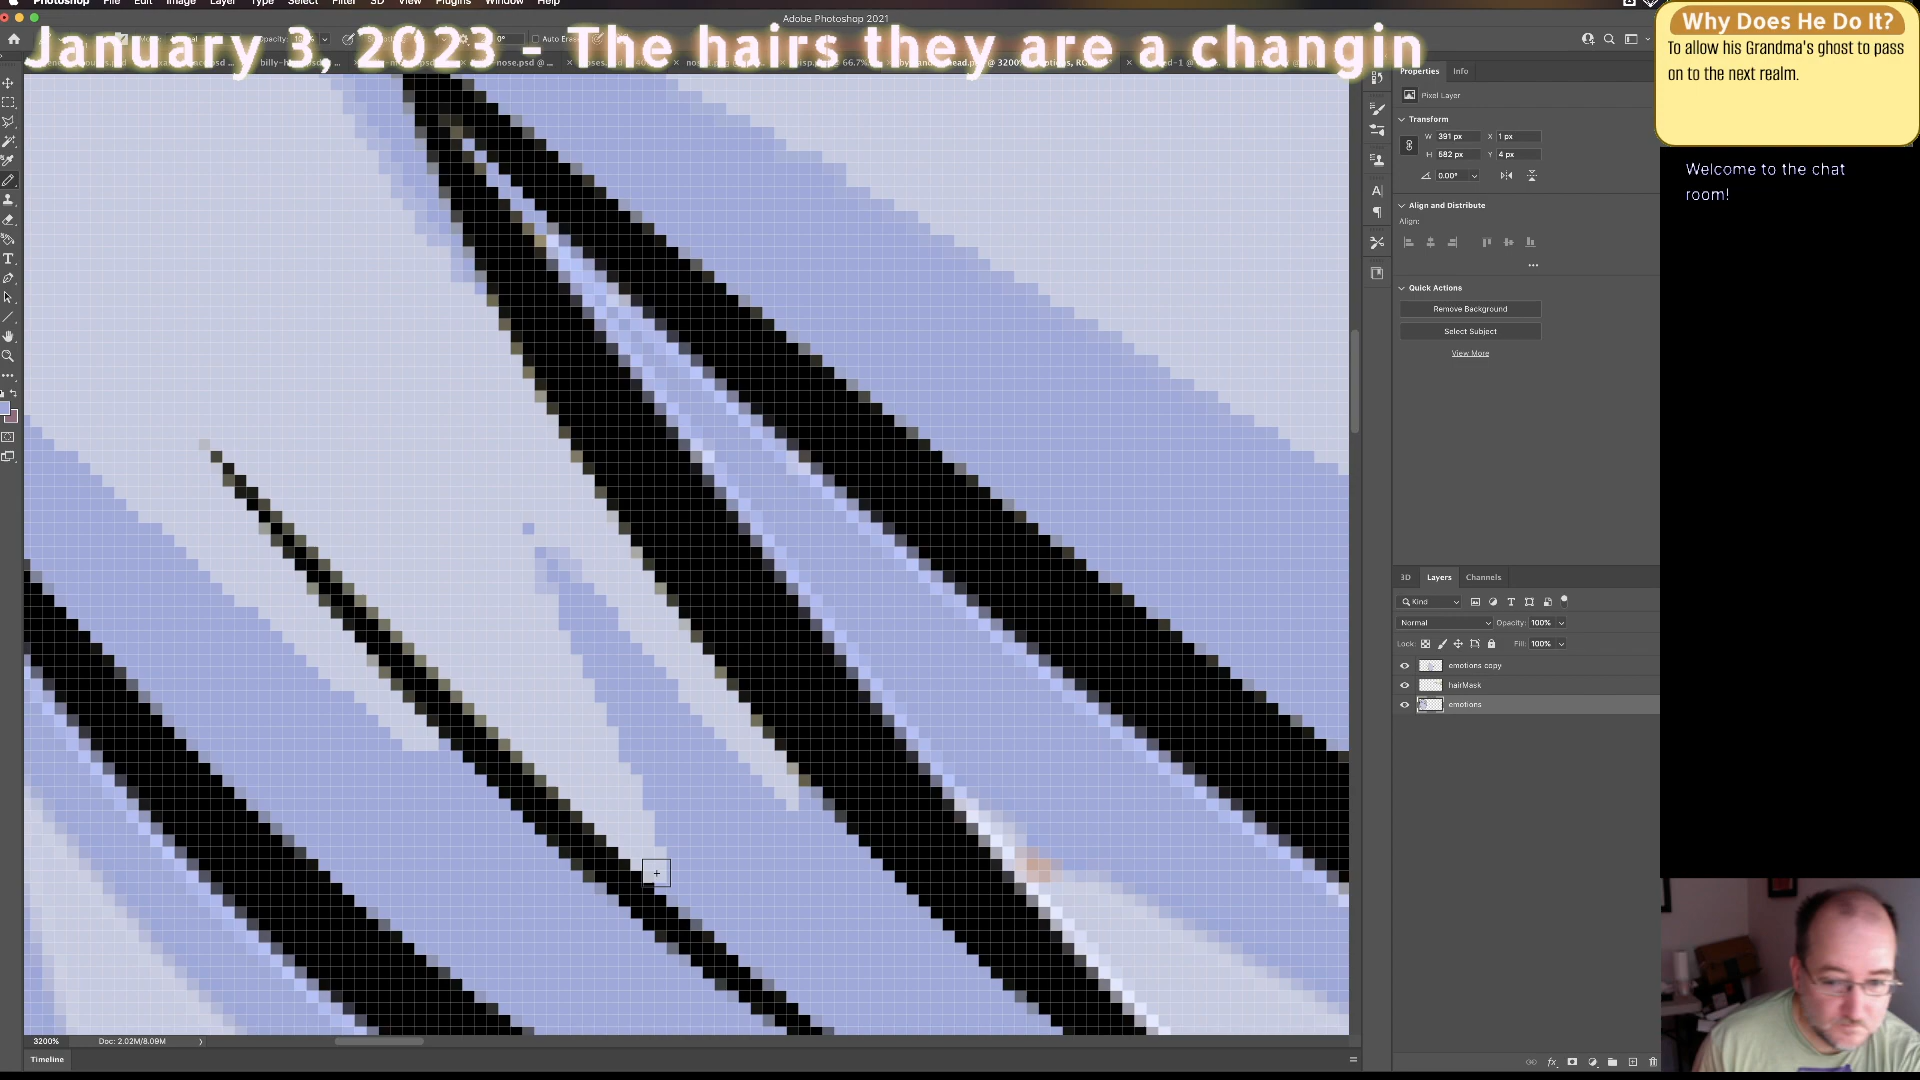 Photoshop File Edit Image Layer Type Select Filter 3D View Plugins Window Help
Adobe Photoshop 2021
January 3, 2023 - The hairs they are a changin
Why Does He Do It?
To allow his Grandma's ghost to pass
on to the next realm.
Welcome to the chat
room!
Properties Info
Pixel Layer
Transform
W 391 px X 1 px
H 582 px Y 4 px
0.00°
Align and Distribute
Align:
Quick Actions
Remove Background
Select Subject
View More
3D Layers Channels
Kind
Normal Opacity: 100%
Lock: Fill: 100%
emotions copy
hairMask
emotions
3200% Doc: 2.02M/8.09M
Timeline